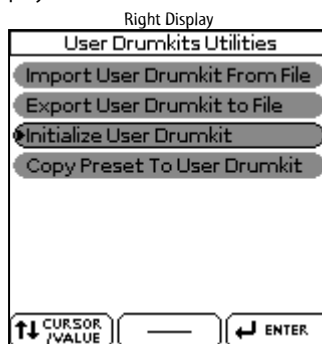 Right Display
User Drumkits Utilities
Import User Drumkit From File
Export User Drumkit to File
Initialize User Drumkit
Copy Preset To User Drumkit
CURSOR
/VALUE
ENTER